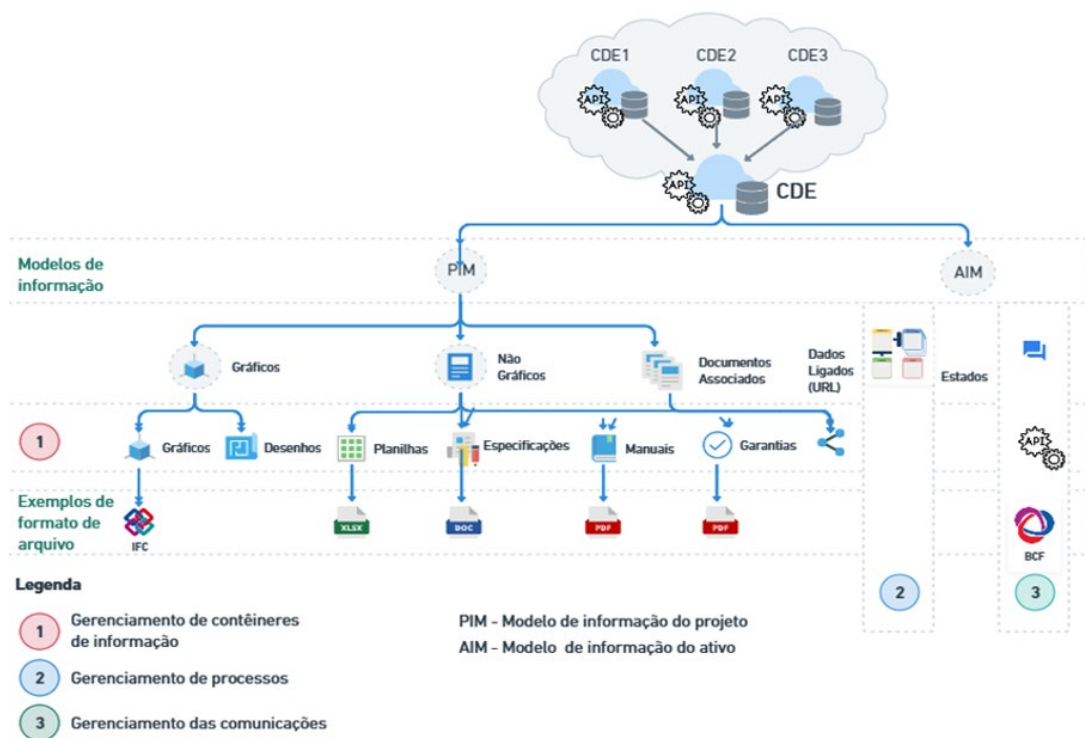 CDE1
CDE2
CDE3
API
API
API
API
CDE
Modelos de
informação
PIM
AIM
Gráficos
Não
Gráficos
Documentos
Associados
Dados
Ligados
(URL)
Estados
1
Gráficos
Desenhos
Planilhas
Especificações
Manuais
Garantias
API
Exemplos de
formato de
arquivo
IFC
XLSX
DOC
PDF
PDF
BCF
2
3
Legenda
1
Gerenciamento de contêineres
de informação
2
Gerenciamento de processos
3
Gerenciamento das comunicações
PIM - Modelo de informação do projeto
AIM - Modelo de informação do ativo